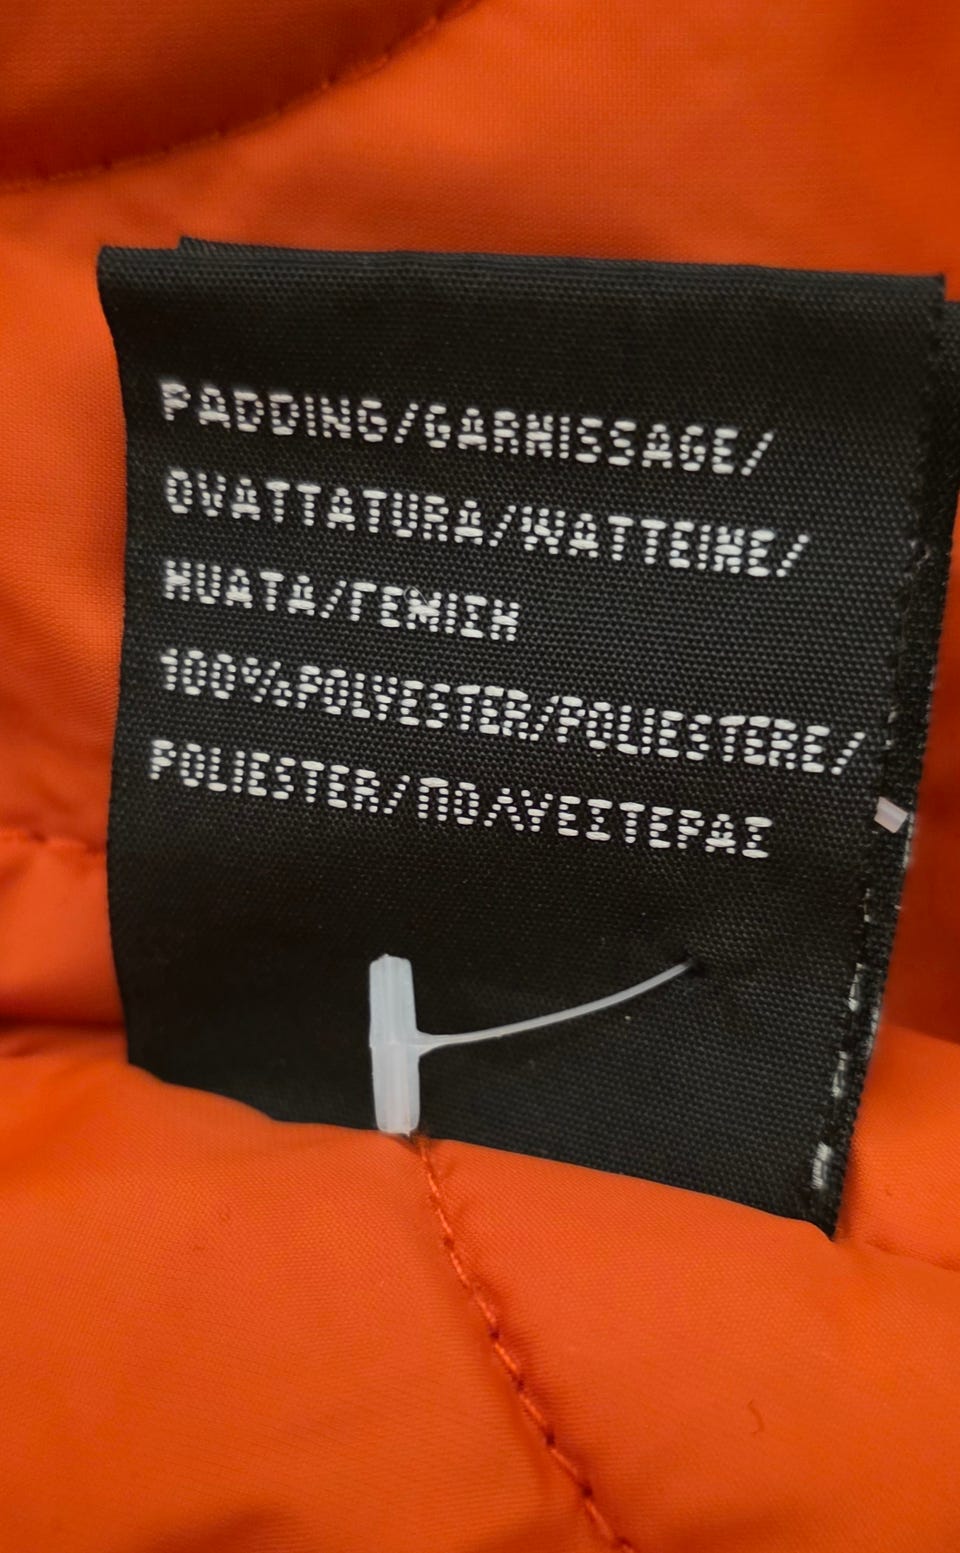 PADDING/GARNISSAGE/
OVATTATURA/WATTEINE/
HUATA/ΓΕΜΙΣΗ
100%POLYESTER/POLIESTERE/
POLIESTER/ΠΟΛΥΕΣΤΕΡΑΣ